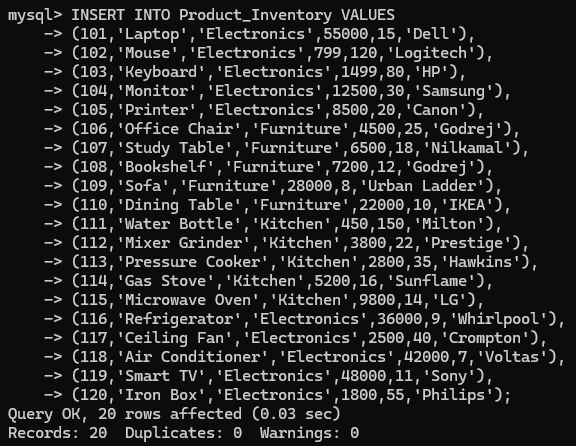 mysql> INSERT INTO Product_Inventory VALUES
    -> (101,'Laptop','Electronics',55000,15,'Dell'),
    -> (102,'Mouse','Electronics',799,120,'Logitech'),
    -> (103,'Keyboard','Electronics',1499,80,'HP'),
    -> (104,'Monitor','Electronics',12500,30,'Samsung'),
    -> (105,'Printer','Electronics',8500,20,'Canon'),
    -> (106,'Office Chair','Furniture',4500,25,'Godrej'),
    -> (107,'Study Table','Furniture',6500,18,'Nilkamal'),
    -> (108,'Bookshelf','Furniture',7200,12,'Godrej'),
    -> (109,'Sofa','Furniture',28000,8,'Urban Ladder'),
    -> (110,'Dining Table','Furniture',22000,10,'IKEA'),
    -> (111,'Water Bottle','Kitchen',450,150,'Milton'),
    -> (112,'Mixer Grinder','Kitchen',3800,22,'Prestige'),
    -> (113,'Pressure Cooker','Kitchen',2800,35,'Hawkins'),
    -> (114,'Gas Stove','Kitchen',5200,16,'Sunflame'),
    -> (115,'Microwave Oven','Kitchen',9800,14,'LG'),
    -> (116,'Refrigerator','Electronics',36000,9,'Whirlpool'),
    -> (117,'Ceiling Fan','Electronics',2500,40,'Crompton'),
    -> (118,'Air Conditioner','Electronics',42000,7,'Voltas'),
    -> (119,'Smart TV','Electronics',48000,11,'Sony'),
    -> (120,'Iron Box','Electronics',1800,55,'Philips');
Query OK, 20 rows affected (0.03 sec)
Records: 20  Duplicates: 0  Warnings: 0